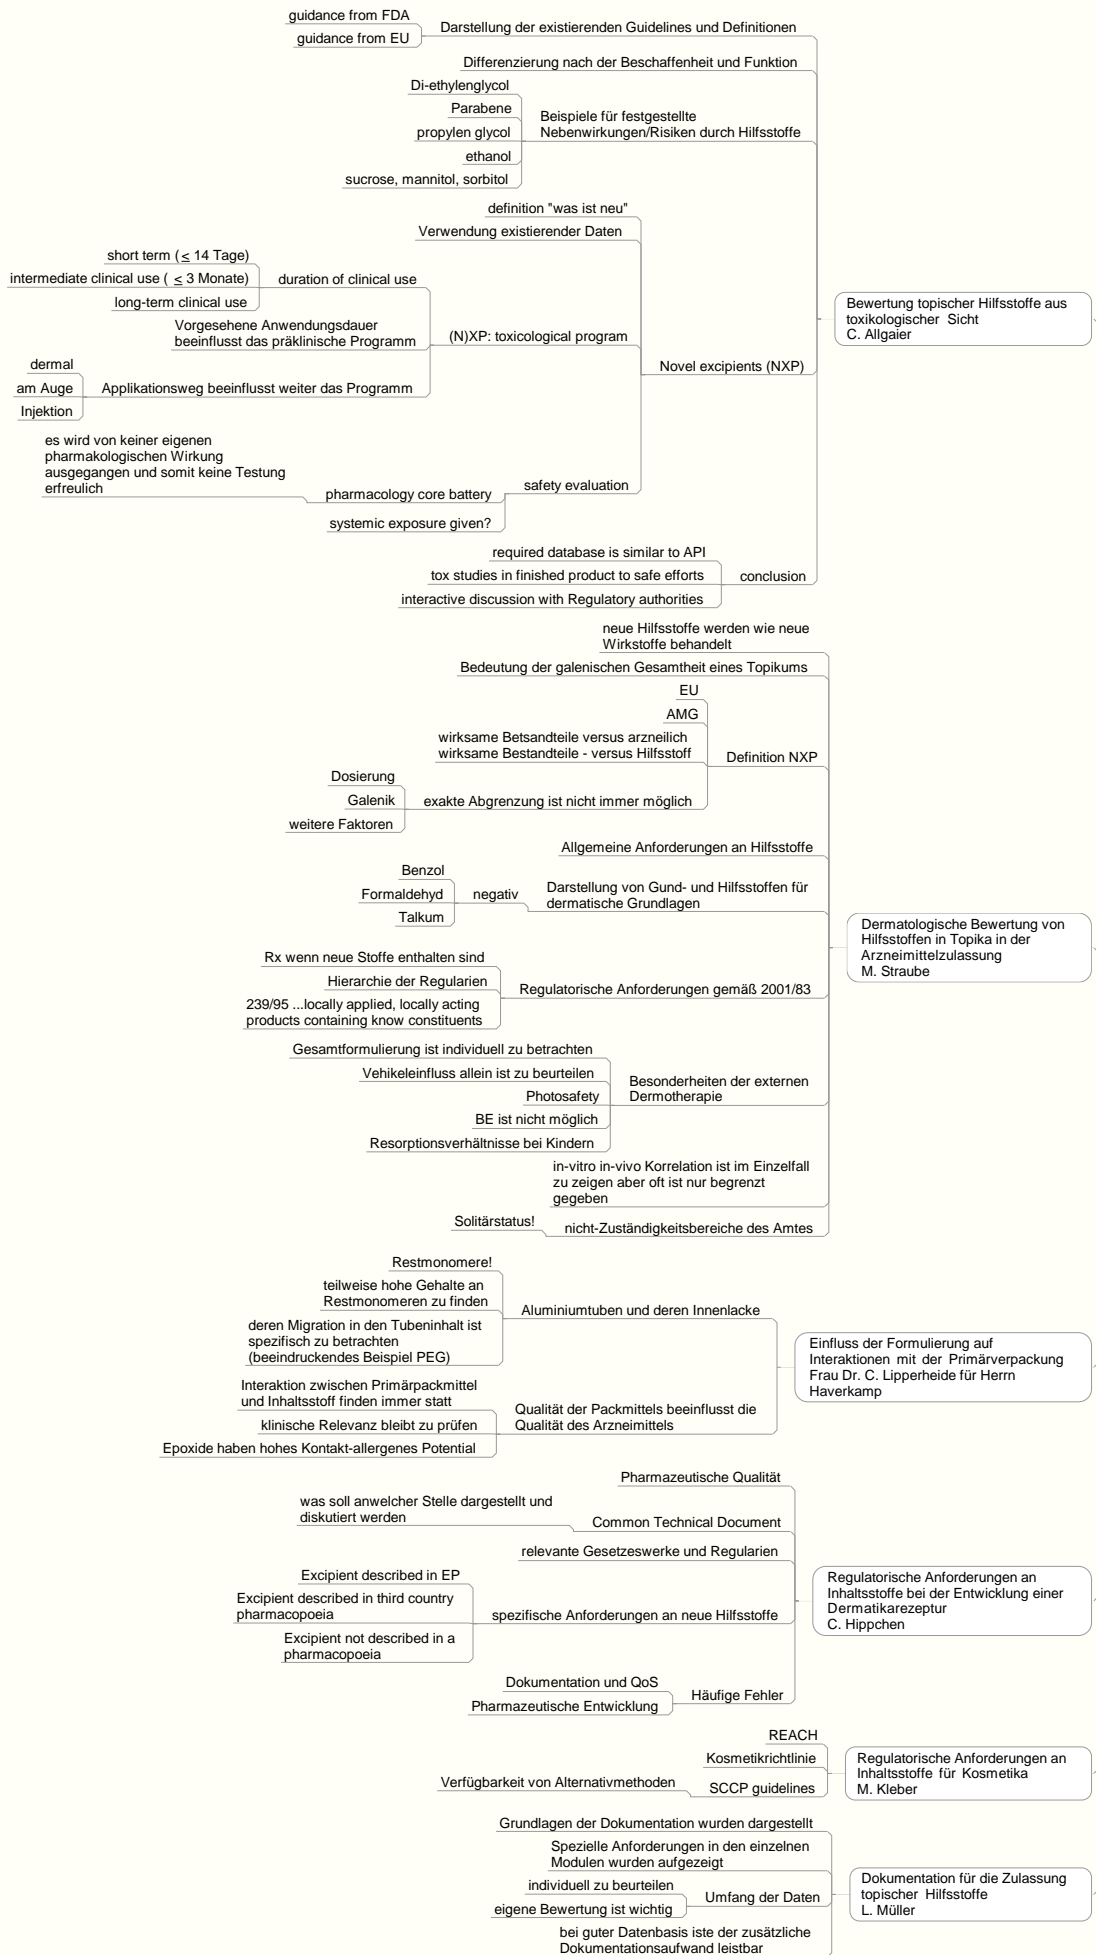 guidance from FDA
guidance from EU
Darstellung der existierenden Guidelines und Definitionen
Differenzierung nach der Beschaffenheit und Funktion
Di-ethylenglycol
Parabene
propylen glycol
ethanol
sucrose, mannitol, sorbitol
Beispiele für festgestellte
Nebenwirkungen/Risiken durch Hilfsstoffe
definition "was ist neu"
Verwendung existierender Daten
short term (≤ 14 Tage)
intermediate clinical use ( ≤ 3 Monate)
long-term clinical use
duration of clinical use
Vorgesehene Anwendungsdauer
beeinflusst das präklinische Programm
(N)XP: toxicological program
dermal
am Auge
Injektion
Applikationsweg beeinflusst weiter das Programm
Novel excipients (NXP)
es wird von keiner eigenen
pharmakologischen Wirkung
ausgegangen und somit keine Testung
erfreulich
pharmacology core battery
systemic exposure given?
safety evaluation
required database is similar to API
tox studies in finished product to safe efforts
interactive discussion with Regulatory authorities
conclusion
Bewertung topischer Hilfsstoffe aus
toxikologischer Sicht
C. Allgaier
neue Hilfsstoffe werden wie neue
Wirkstoffe behandelt
Bedeutung der galenischen Gesamtheit eines Topikums
EU
AMG
wirksame Betsandteile versus arzneilich
wirksame Bestandteile - versus Hilfsstoff
Definition NXP
Dosierung
Galenik
weitere Faktoren
exakte Abgrenzung ist nicht immer möglich
Allgemeine Anforderungen an Hilfsstoffe
Benzol
Formaldehyd
Talkum
negativ
Darstellung von Gund- und Hilfsstoffen für
dermatische Grundlagen
Rx wenn neue Stoffe enthalten sind
Hierarchie der Regularien
239/95 ...locally applied, locally acting
products containing know constituents
Regulatorische Anforderungen gemäß 2001/83
Gesamtformulierung ist individuell zu betrachten
Vehikeleinfluss allein ist zu beurteilen
Photosafety
BE ist nicht möglich
Resorptionsverhältnisse bei Kindern
Besonderheiten der externen
Dermotherapie
in-vitro in-vivo Korrelation ist im Einzelfall
zu zeigen aber oft ist nur begrenzt
gegeben
Solitärstatus!
nicht-Zuständigkeitsbereiche des Amtes
Dermatologische Bewertung von
Hilfsstoffen in Topika in der
Arzneimittelzulassung
M. Straube
Restmonomere!
teilweise hohe Gehalte an
Restmonomeren zu finden
deren Migration in den Tubeninhalt ist
spezifisch zu betrachten
(beeindruckendes Beispiel PEG)
Aluminiumtuben und deren Innenlacke
Interaktion zwischen Primärpackmittel
und Inhaltsstoff finden immer statt
klinische Relevanz bleibt zu prüfen
Epoxide haben hohes Kontakt-allergenes Potential
Qualität der Packmittels beeinflusst die
Qualität des Arzneimittels
Einfluss der Formulierung auf
Interaktionen mit der Primärverpackung
Frau Dr. C. Lipperheide für Herrn
Haverkamp
Pharmazeutische Qualität
was soll anwelcher Stelle dargestellt und
diskutiert werden
Common Technical Document
relevante Gesetzeswerke und Regularien
Excipient described in EP
Excipient described in third country
pharmacopoeia
Excipient not described in a
pharmacopoeia
spezifische Anforderungen an neue Hilfsstoffe
Dokumentation und QoS
Pharmazeutische Entwicklung
Häufige Fehler
Regulatorische Anforderungen an
Inhaltsstoffe bei der Entwicklung einer
Dermatikarezeptur
C. Hippchen
REACH
Kosmetikrichtlinie
Verfügbarkeit von Alternativmethoden
SCCP guidelines
Regulatorische Anforderungen an
Inhaltsstoffe für Kosmetika
M. Kleber
Grundlagen der Dokumentation wurden dargestellt
Spezielle Anforderungen in den einzelnen
Modulen wurden aufgezeigt
individuell zu beurteilen
eigene Bewertung ist wichtig
Umfang der Daten
bei guter Datenbasis iste der zusätzliche
Dokumentationsaufwand leistbar
Dokumentation für die Zulassung
topischer Hilfsstoffe
L. Müller